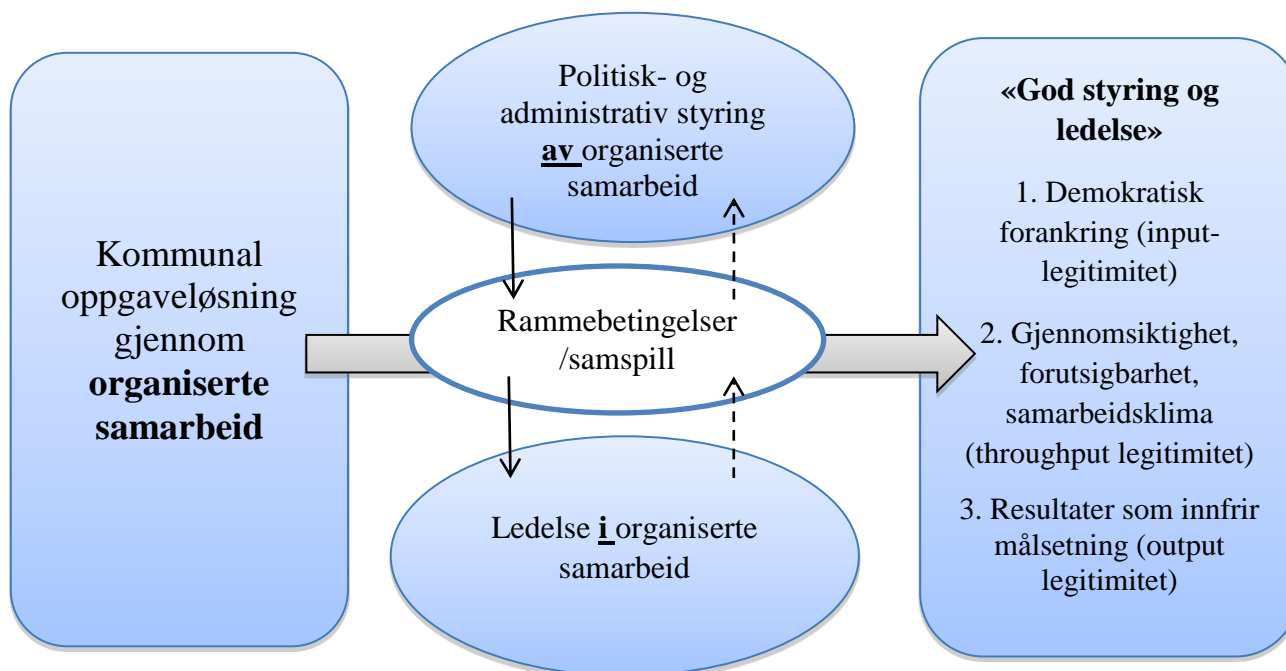 Kommunal
oppgaveløsning
gjennom
organiserte
samarbeid
Politisk- og
administrativ styring
av organiserte
samarbeid
Rammebetingelser
/samspill
Ledelse i organiserte
samarbeid
«God styring og
ledelse»
1. Demokratisk
forankring (input-
legitimitet)
2. Gjennomsiktighet,
forutsigbarhet,
samarbeidsklima
(throughput legitimitet)
3. Resultater som innfrir
målsetning (output
legitimitet)